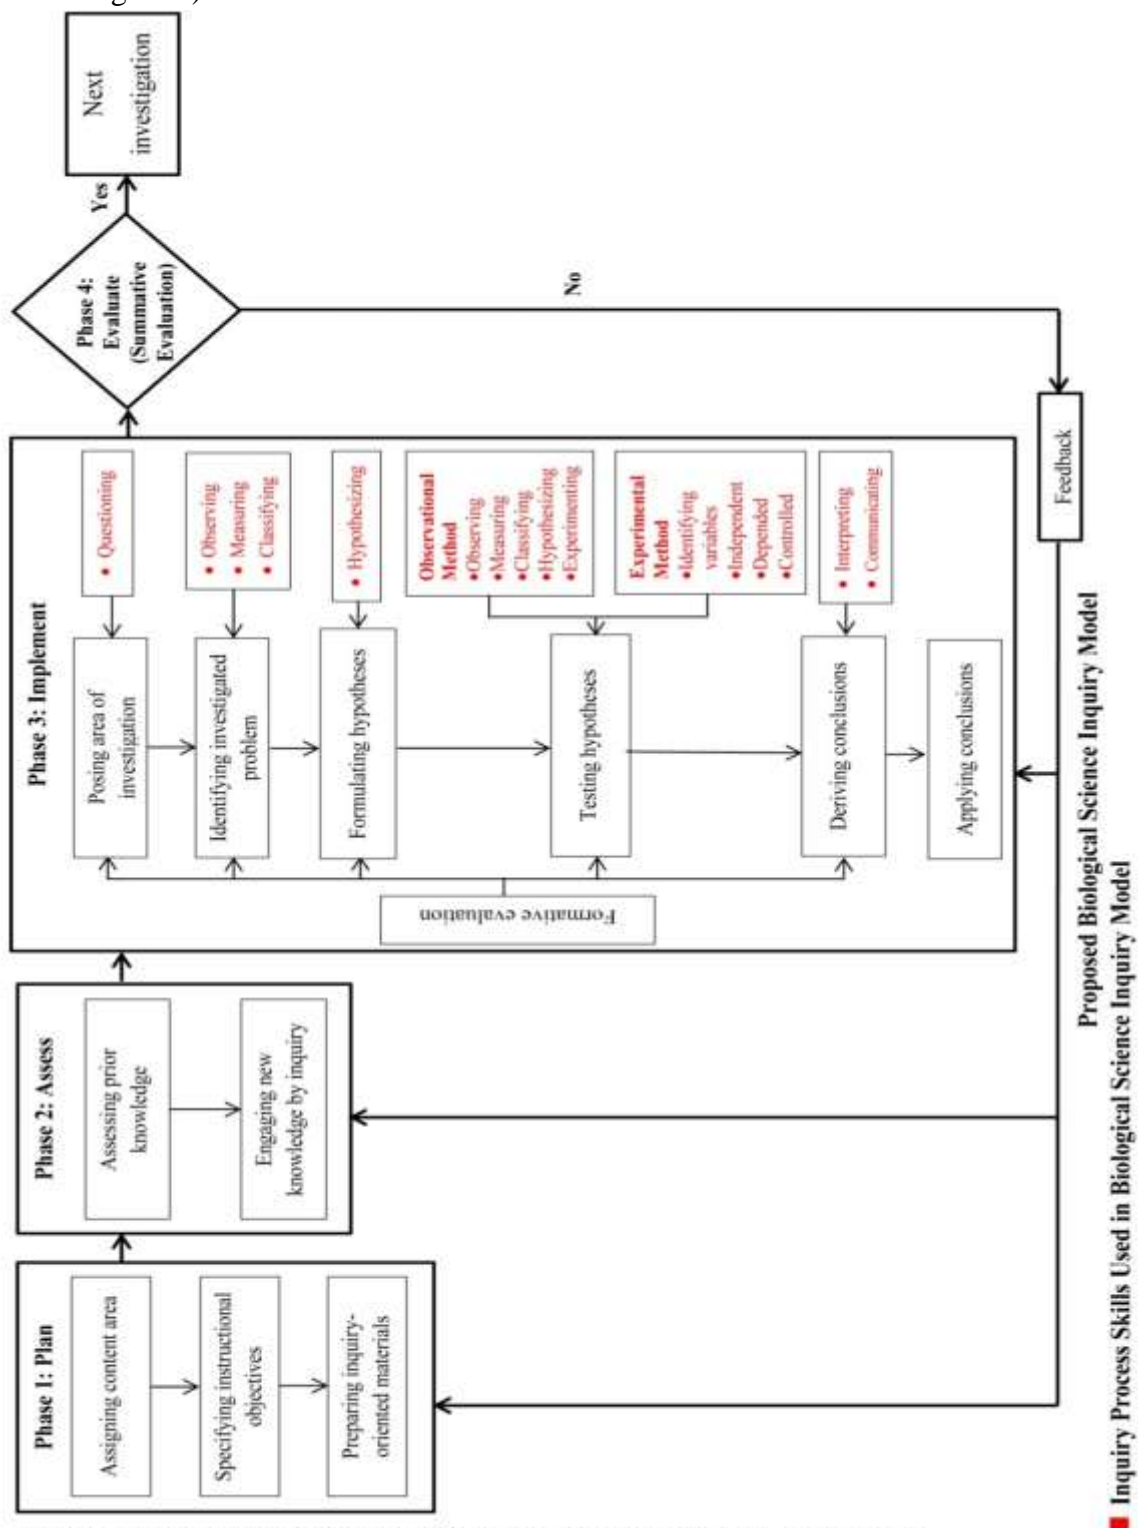 Phase 1: Plan
Assigning content area
Specifying instructional
objectives
Preparing inquiry-
oriented materials
Phase 2: Assess
Assessing prior
knowledge
Engaging new
knowledge by inquiry
Phase 3: Implement
Formative evaluation
Posing area of
investigation
Identifying investigated
problem
Formulating hypotheses
Testing hypotheses
Deriving conclusions
Applying conclusions
• Questioning
• Observing
• Measuring
• Classifying
• Hypothesizing
Observational
Method
•Observing
•Measuring
•Classifying
•Hypothesizing
•Experimenting
Experimental
Method
•Identifying
variables
•Independent
•Depended
•Controlled
• Interpreting
• Communicating
Phase 4:
Evaluate
(Summative
Evaluation)
Yes
Next
investigation
No
Feedback
Proposed Biological Science Inquiry Model
Inquiry Process Skills Used in Biological Science Inquiry Model